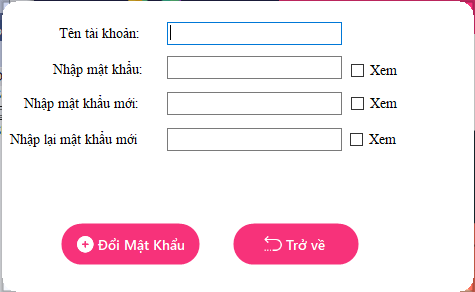 Tên tài khoản:
Nhập mật khẩu:
Xem
Nhập mật khẩu mới:
Xem
Nhập lại mật khẩu mới
Xem
Đổi Mật Khẩu
Trở về